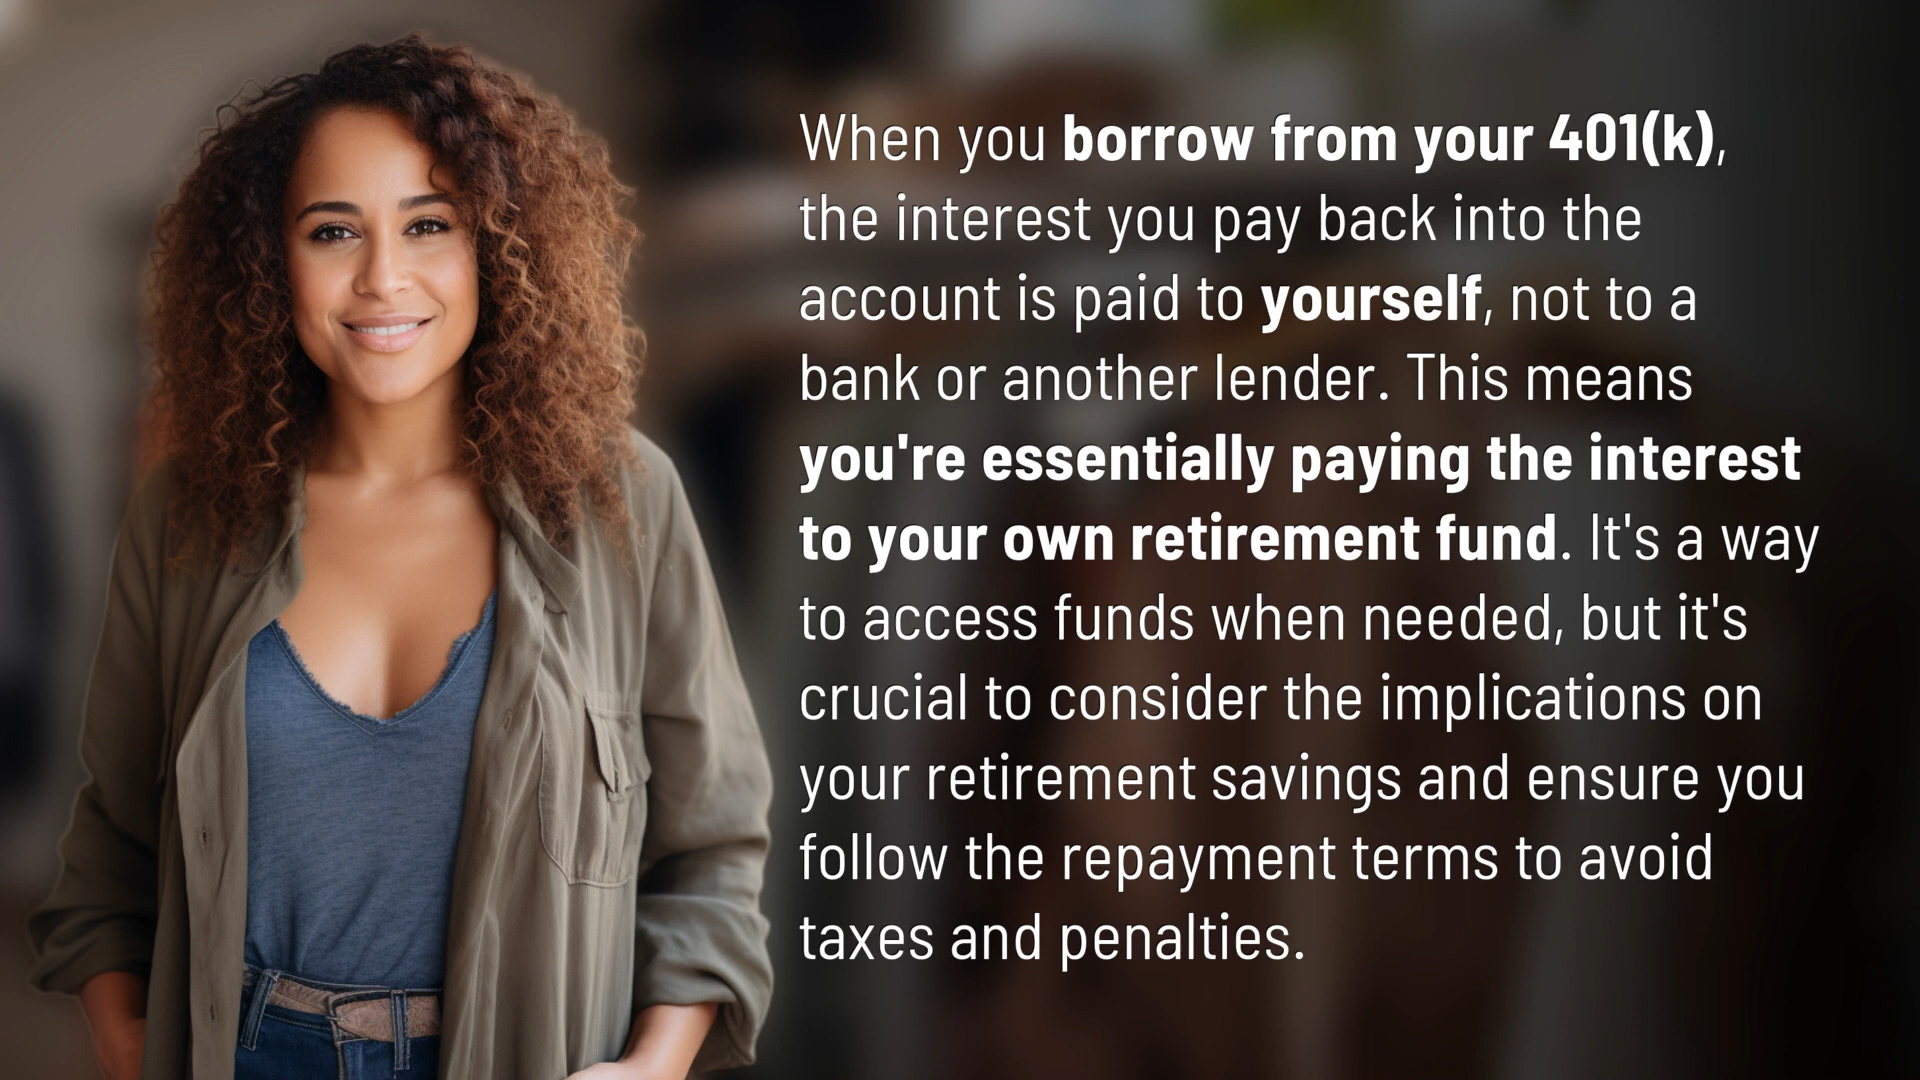 When you borrow from your 401(k),
the interest you pay back into the
account is paid to yourself, not to a
bank or another lender. This means
you're essentially paying the interest
to your own retirement fund. It's a way
to access funds when needed, but it's
crucial to consider the implications on
your retirement savings and ensure you
follow the repayment terms to avoid
taxes and penalties.